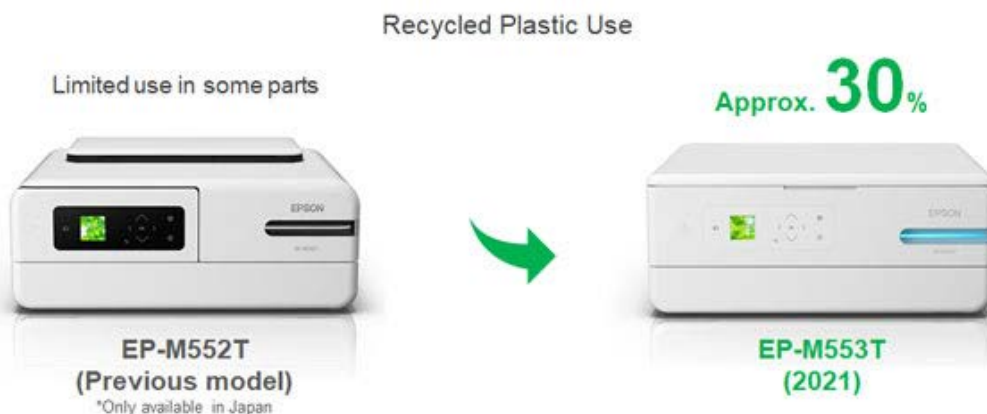 Recycled Plastic Use
Limited use in some parts
Approx. 30%
EPSON
EPSON
EP-M552T
(Previous model)
*Only available in Japan
EP-M553T
(2021)